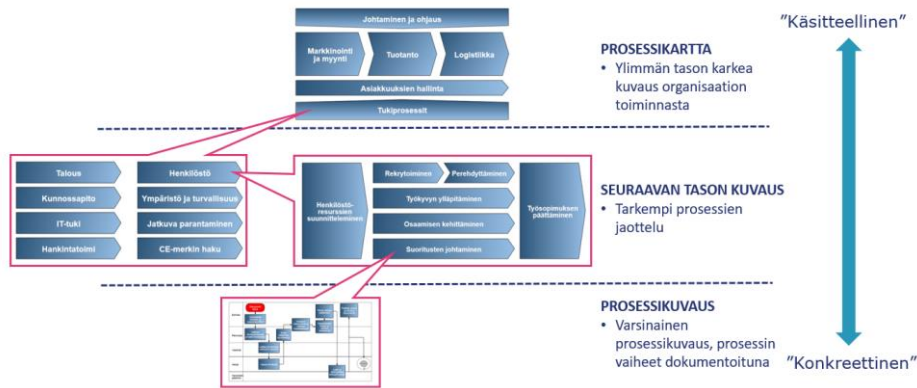 Johtaminen ja ohjaus
Markkinointi
ja myynti
Tuotanto
Logistiikka
Asiakkuuksien hallinta
Tukiprosessit
PROSESSIKARTTA
• Ylimmän tason karkea
kuvaus organisaation
toiminnasta
"Käsitteellinen"
Talous
Henkilöstö
Kunnossapito
Ympäristö ja turvallisuus
IT-tuki
Jatkuva parantaminen
Hankintatoimi
CE-merkin haku
Henkilöstö-
resurssien
suunnitteleminen
Rekrytoiminen
Perehdyttäminen
Työkyvyn ylläpitäminen
Osaamisen kehittäminen
Suoritusten johtaminen
Työsopimuksen
päättäminen
SEURAAVAN TASON KUVAUS
• Tarkempi prosessien
jaottelu
PROSESSIKUVAUS
• Varsinainen
prosessikuvaus, prosessin
vaiheet dokumentoituna
"Konkreettinen"